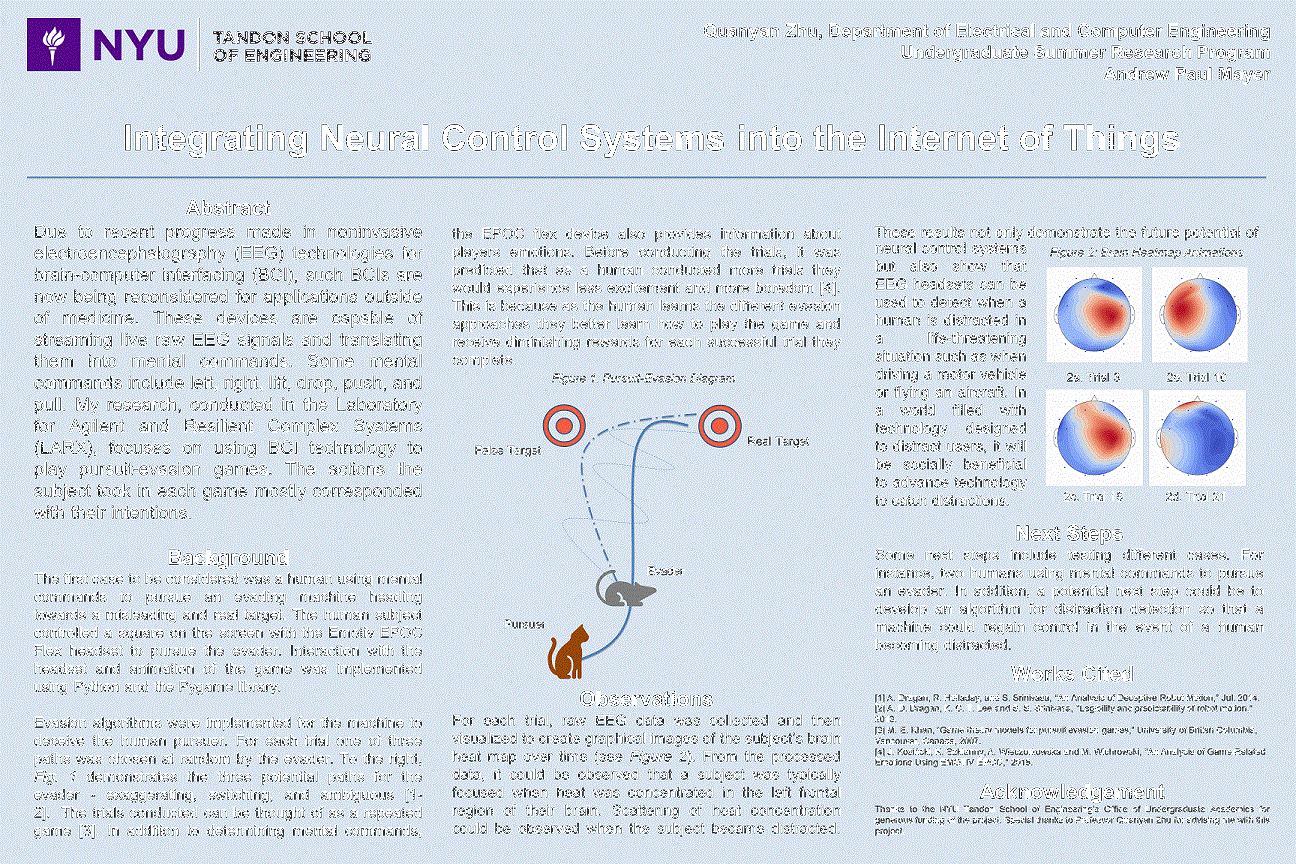 NYU
TANDON SCHOOL
OF ENGINEERING
Quanyan Zhu, Department of Electrical and Computer Engineering
Undergraduate Summer Research Program
Andrew Paul Mayer
Integrating Neural Control Systems into the Internet of Things
Abstract
Due to recent progress made in noninvasive
electroencephalography (EEG) technologies for
brain-computer interfacing (BCI), such BCIs are
now being reconsidered for applications outside
of medicine. These devices are capable of
streaming live raw EEG signals and translating
them into mental commands. Some mental
commands include left, right, lift, drop, push, and
pull. My research, conducted in the Laboratory
for Agilent and Resilient Complex Systems
(LARX), focuses on using BCI technology to
play pursuit-evasion games. The actions the
subject took in each game mostly corresponded
with their intentions.
Background
The first case to be considered was a human using mental
commands to pursue an evading machine heading
towards a misleading and real target. The human subject
controlled a square on the screen with the Emotiv EPOC
Flex headset to pursue the evader. Interaction with the
headset and animation of the game was implemented
using Python and the Pygame library.
Evasion algorithms were implemented for the machine to
deceive the human pursuer. For each trial one of three
paths was chosen at random by the evader. To the right,
Fig. 1 demonstrates the three potential paths for the
evader - exaggerating, switching, and ambiguous [1-
2]. The trials conducted can be thought of as a repeated
game [3]. In addition to determining mental commands,
the EPOC flex device also provides information about
players emotions. Before conducting the trials, it was
predicted that as a human conducted more trials they
would experience less excitement and more boredom [4].
This is because as the human learns the different evasion
approaches they better learn how to play the game and
receive diminishing rewards for each successful trial they
complete.
Figure 1: Pursuit-Evasion Diagram
False Target
Real Target
Evader
Pursuer
Observations
For each trial, raw EEG data was collected and then
visualized to create graphical images of the subject's brain
heat map over time (see Figure 2). From the processed
data, it could be observed that a subject was typically
focused when heat was concentrated in the left frontal
region of their brain. Scattering of heat concentration
could be observed when the subject became distracted.
These results not only demonstrate the future potential of
neural control systems
but also show that
EEG headsets can be
used to detect when a
human is distracted in
a life-threatening
situation such as when
driving a motor vehicle
or flying an aircraft. In
a world filled with
technology designed
to distract users, it will
be socially beneficial
to advance technology
to catch distractions.
Figure 2: Brain Heatmap Animations
2a. Trial 3
2b. Trial 10
2c. Trial 16
2d. Trial 21
Next Steps
Some next steps include testing different cases. For
instance, two humans using mental commands to pursue
an evader. In addition, a potential next step could be to
develop an algorithm for distraction detection so that a
machine could regain control in the event of a human
becoming distracted.
Works Cited
[1] A. Dragan, R. Holladay, and S. Srinivasa, "An Analysis of Deceptive Robot Motion," Jul. 2014.
[2] A. D. Dragan, K. C. T. Lee and S. S. Srinivasa, "Legibility and predictability of robot motion,"
2013.
[3] M. E. Khan, "Game theory models for pursuit evasion games," University of British Columbia,
Vancouver, Canada, 2007.
Wieczorkowska and M. Wichrowski, "An Analysis of Game Related
Emotions Using EMOTIV EPOC," 2018.
Acknowledgement
Thanks to the NYU Tandon School of Engineering's Office of Undergraduate Academics for
generous funding of the project. Special thanks to Professor Quanyan Zhu for advising me with this
project.